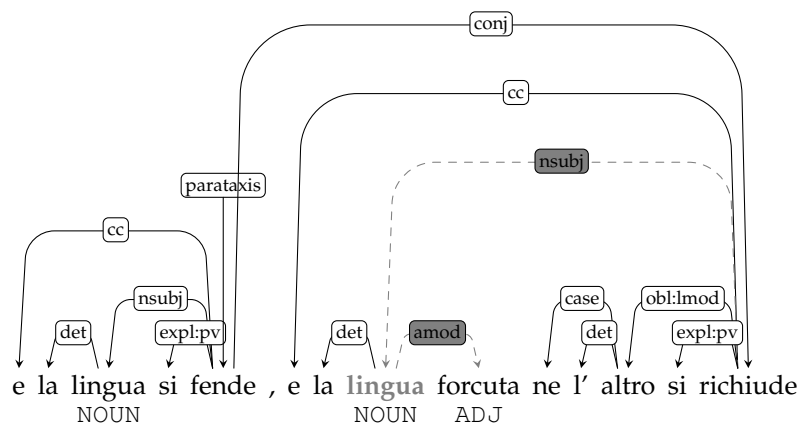 conj
cc
nsubj
parataxis
cc
nsubj case obl:lmod
det expl:pv det amod det expl:pv
e la lingua si fende , e la lingua forcuta ne l’ altro si richiude
NOUN NOUN ADJ